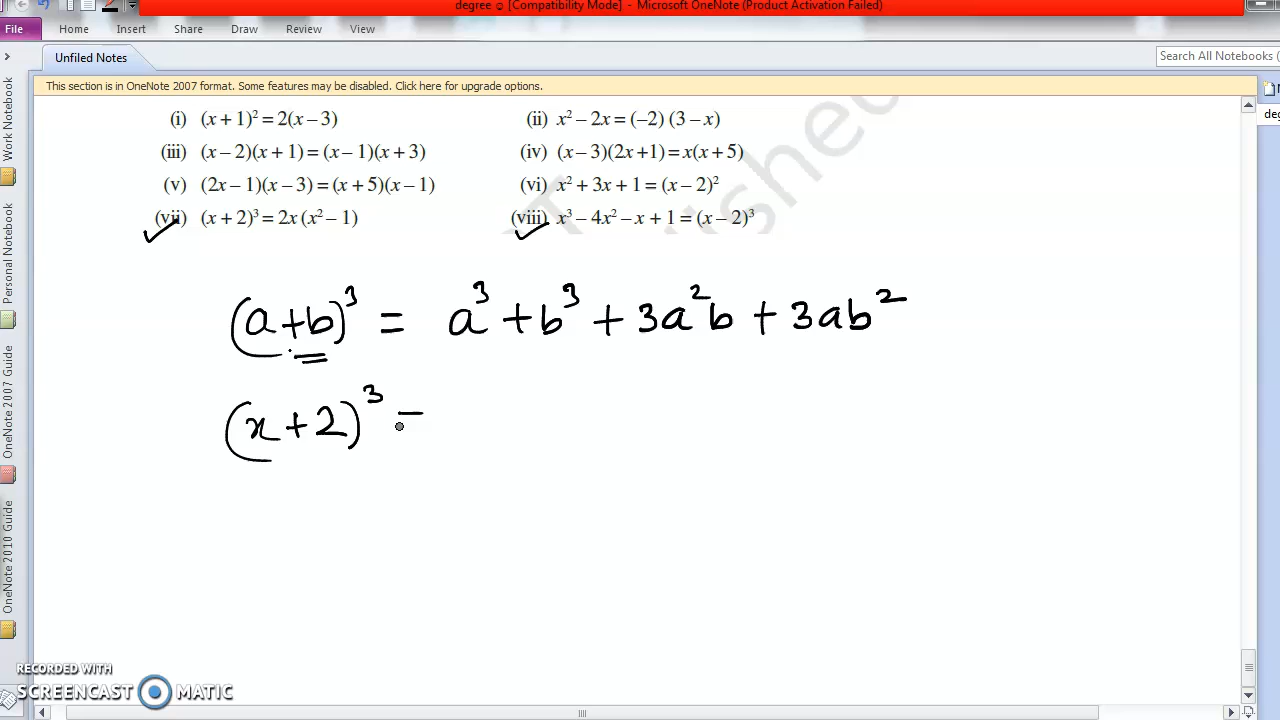 degree ☺ [Compatibility Mode] - Microsoft OneNote (Product Activation Failed)
File Home Insert Share Draw Review View
Unfiled Notes
Search All Notebooks (
This section is in OneNote 2007 format. Some features may be disabled. Click here for upgrade options.
deg
Work Notebook
Personal Notebook
OneNote 2007 Guide
OneNote 2010 Guide
(i) (x + 1)² = 2(x – 3) (ii) x² – 2x = (–2) (3 – x)
(iii) (x – 2)(x + 1) = (x – 1)(x + 3) (iv) (x – 3)(2x +1) = x(x + 5)
(v) (2x – 1)(x – 3) = (x + 5)(x – 1) (vi) x² + 3x + 1 = (x – 2)²
(vii) (x + 2)³ = 2x (x² – 1) (viii) x³ – 4x² – x + 1 = (x – 2)³
(a+b)³ = a³ + b³ + 3a²b + 3ab²
(x+2)³ –
RECORDED WITH
SCREENCAST MATIC